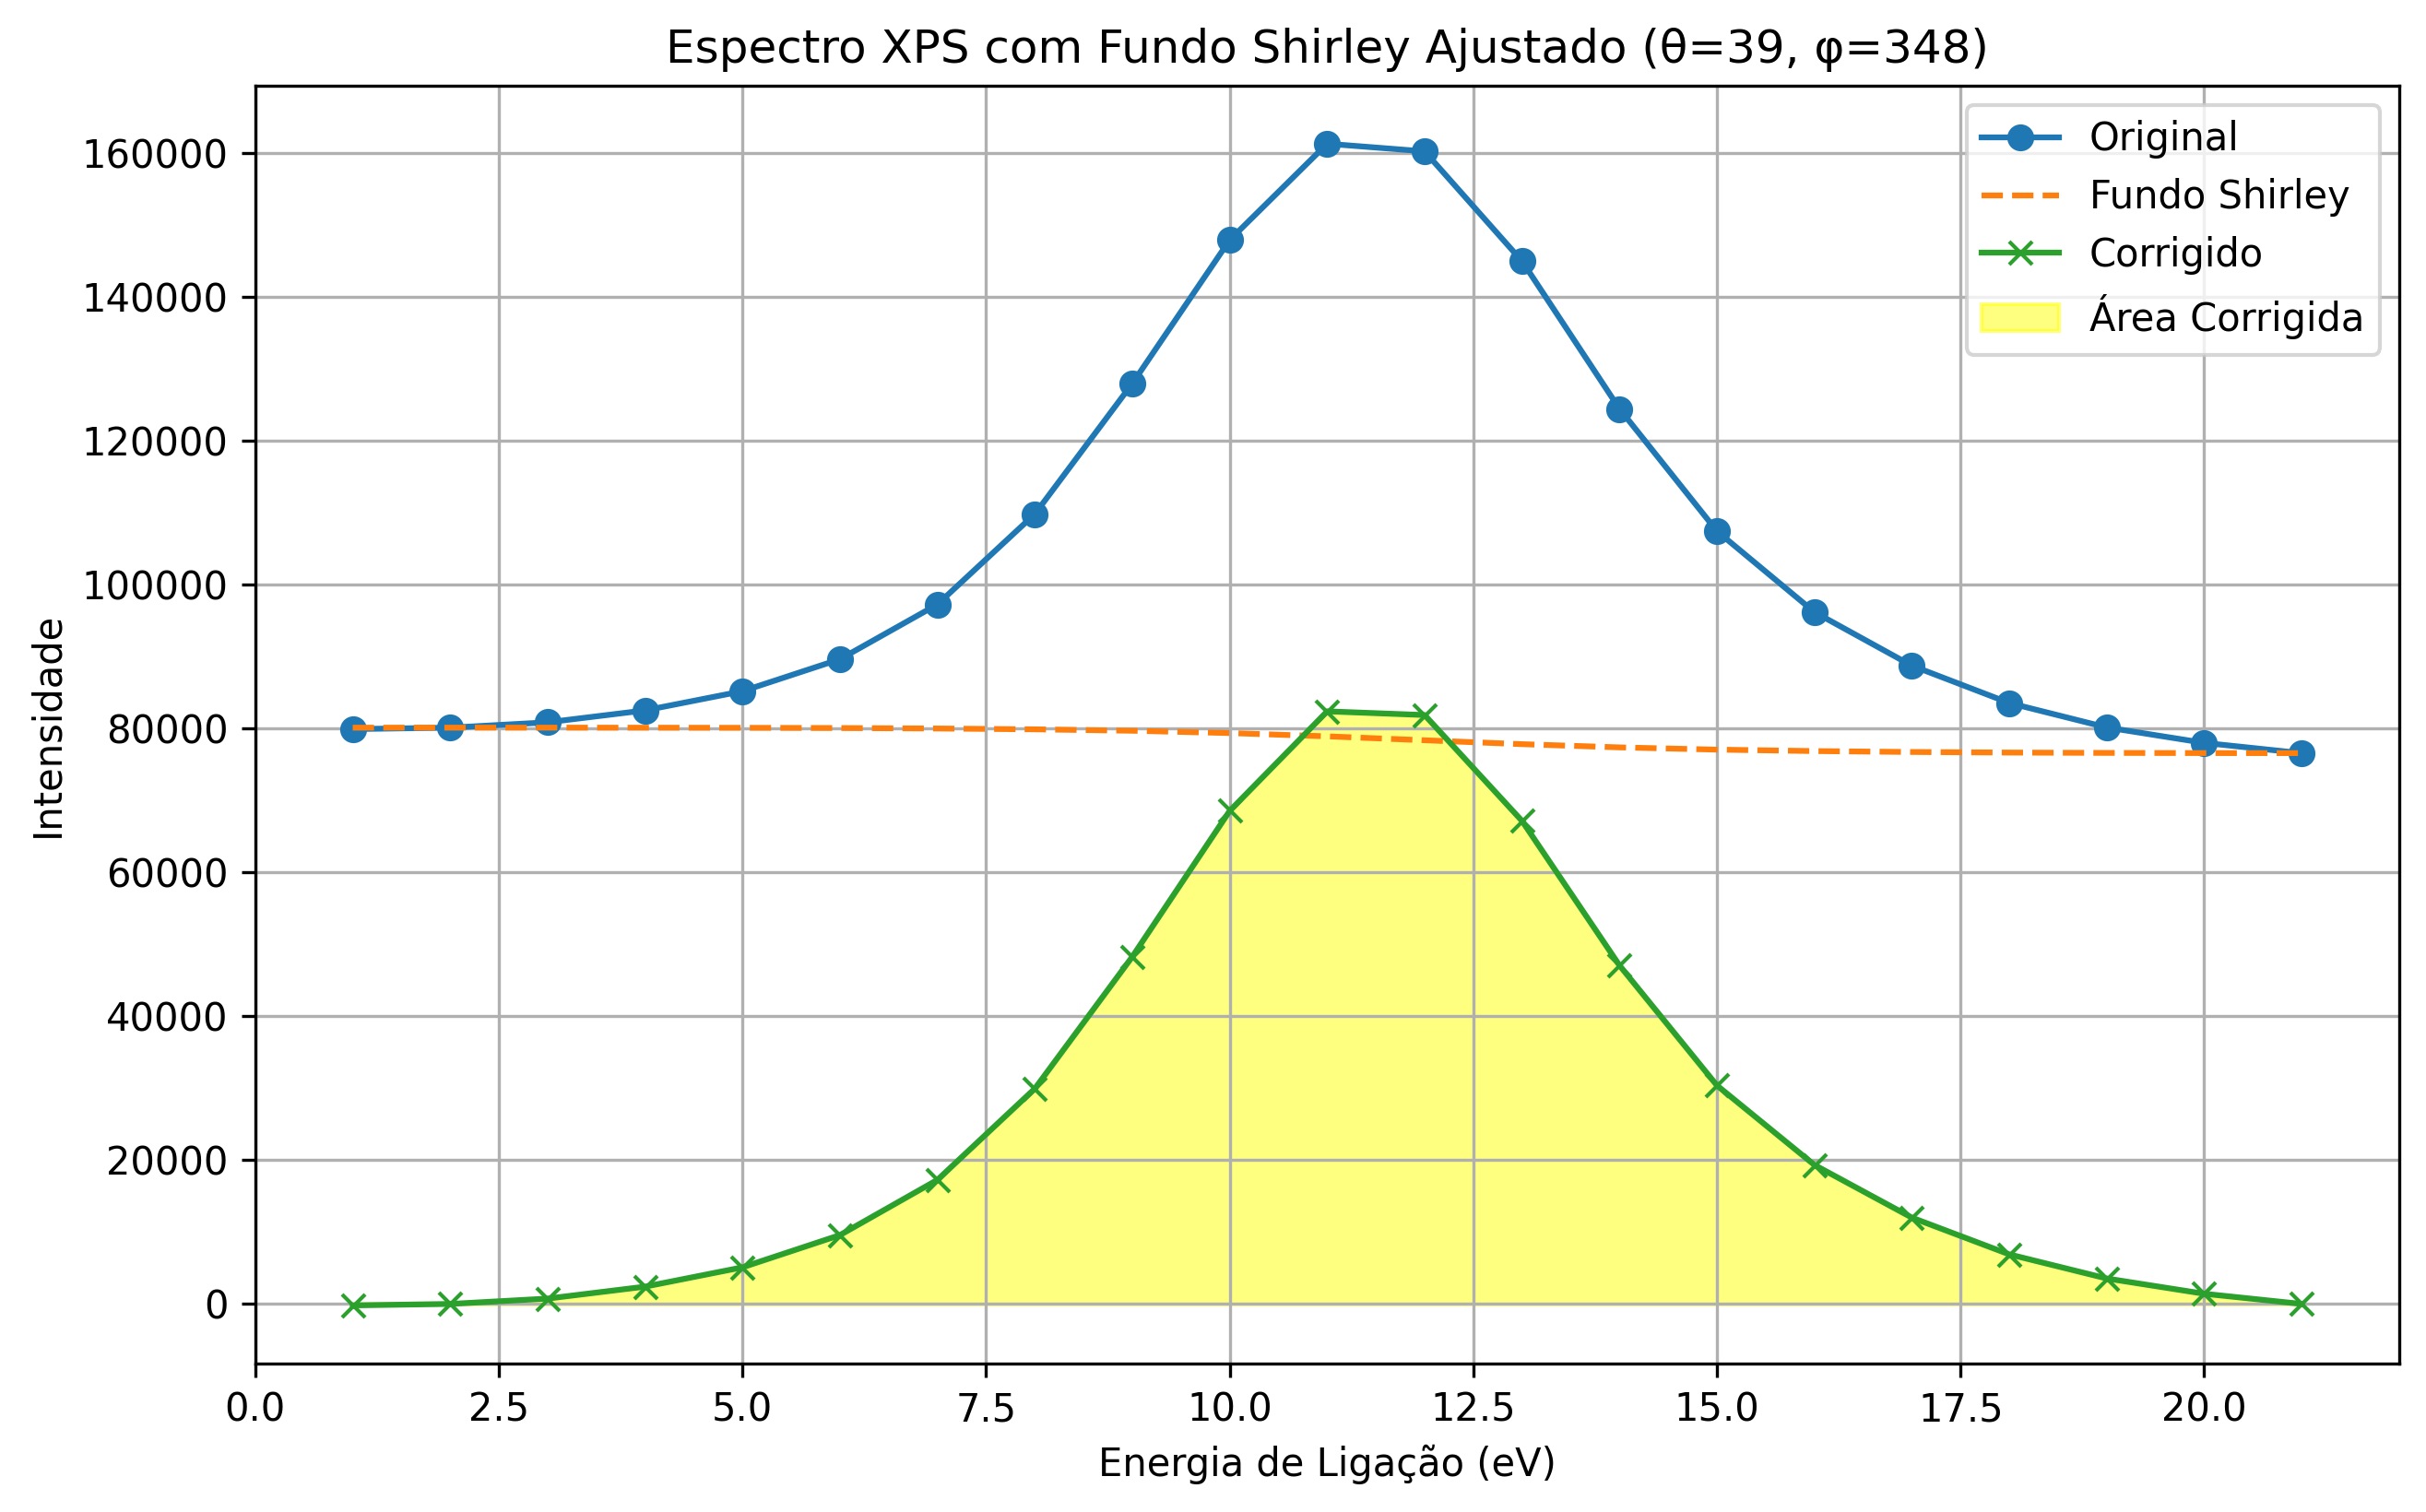 Espectro XPS com Fundo Shirley Ajustado (θ=39, φ=348)
Original
Fundo Shirley
Corrigido
Área Corrigida
Intensidade
160000
140000
120000
100000
80000
60000
40000
20000
0
0.0 2.5 5.0 7.5 10.0 12.5 15.0 17.5 20.0
Energia de Ligação (eV)